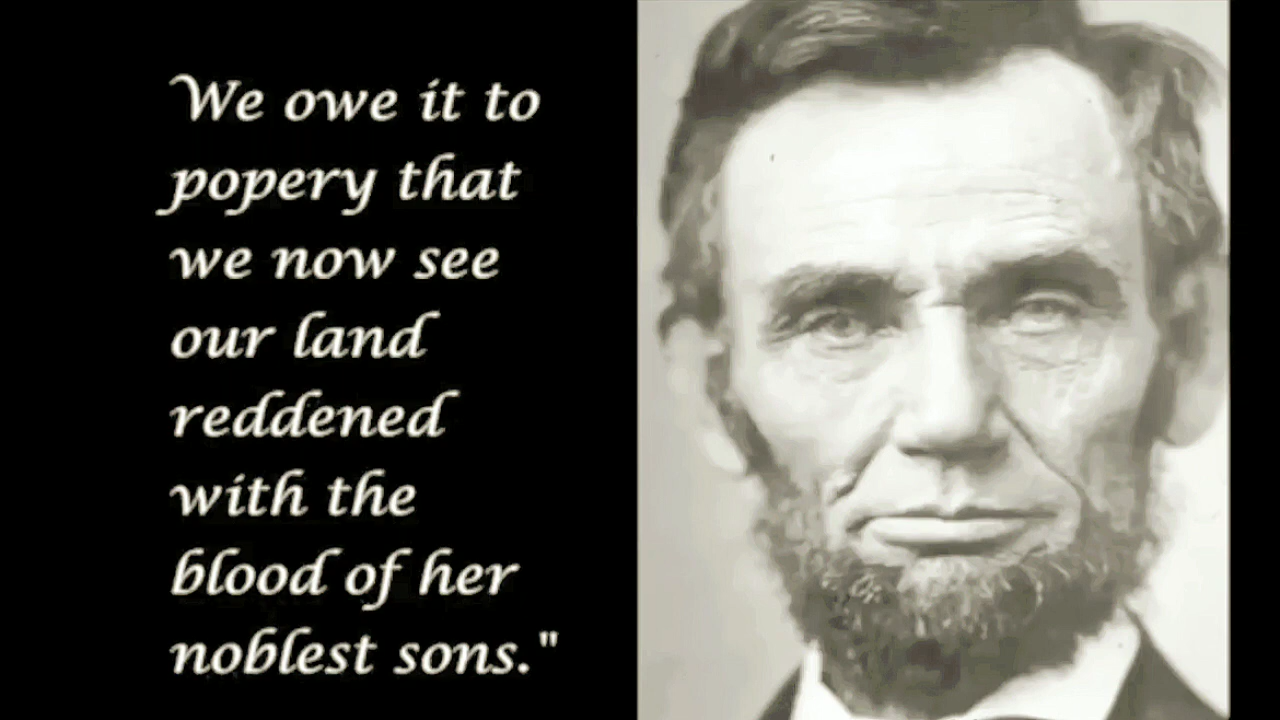 We owe it to
popery that
we now see
our land
reddened
with the
blood of her
noblest sons."